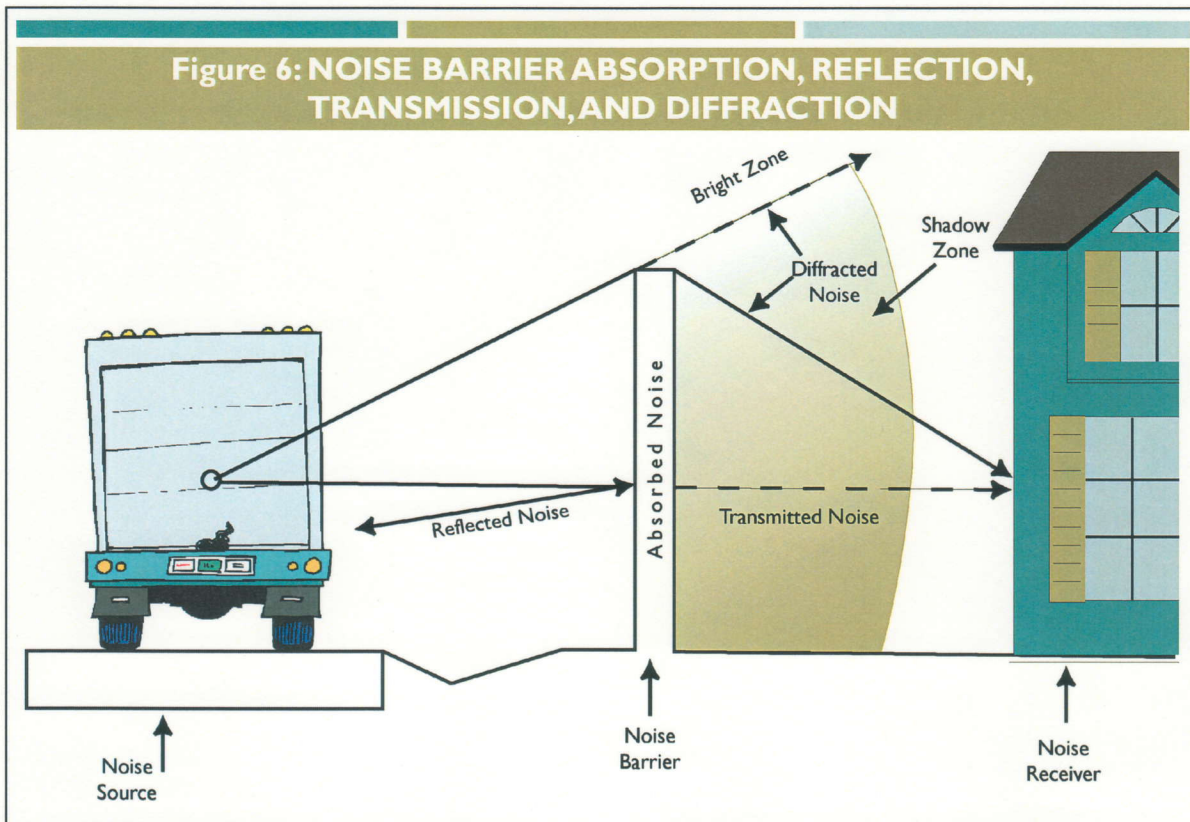 Figure 6: NOISE BARRIER ABSORPTION, REFLECTION,
TRANSMISSION, AND DIFFRACTION
Bright Zone
Shadow
Zone
Diffracted
Noise
Absorbed Noise
Reflected Noise
Transmitted Noise
Noise
Source
Noise
Barrier
Noise
Receiver